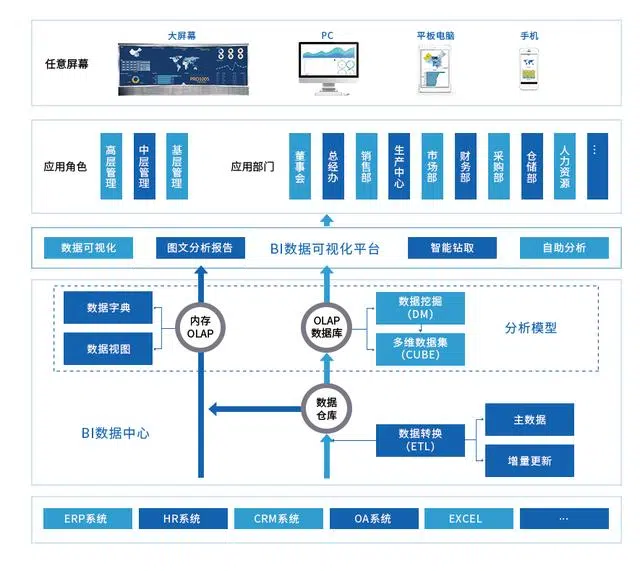 大屏幕
PC
平板电脑
手机
任意屏幕
PRO1005
应用角色
高层管理
中层管理
基层管理
应用部门
董事会
总经办
销售部
生产中心
市场部
财务部
采购部
仓储部
人力资源
...
数据可视化
图文分析报告
BI数据可视化平台
智能钻取
自助分析
数据字典
数据视图
内存
OLAP
OLAP
数据库
数据挖掘
(DM)
多维数据集
(CUBE)
分析模型
数据
仓库
BI数据中心
数据转换
(ETL)
主数据
增量更新
ERP系统
HR系统
CRM系统
OA系统
EXCEL
...